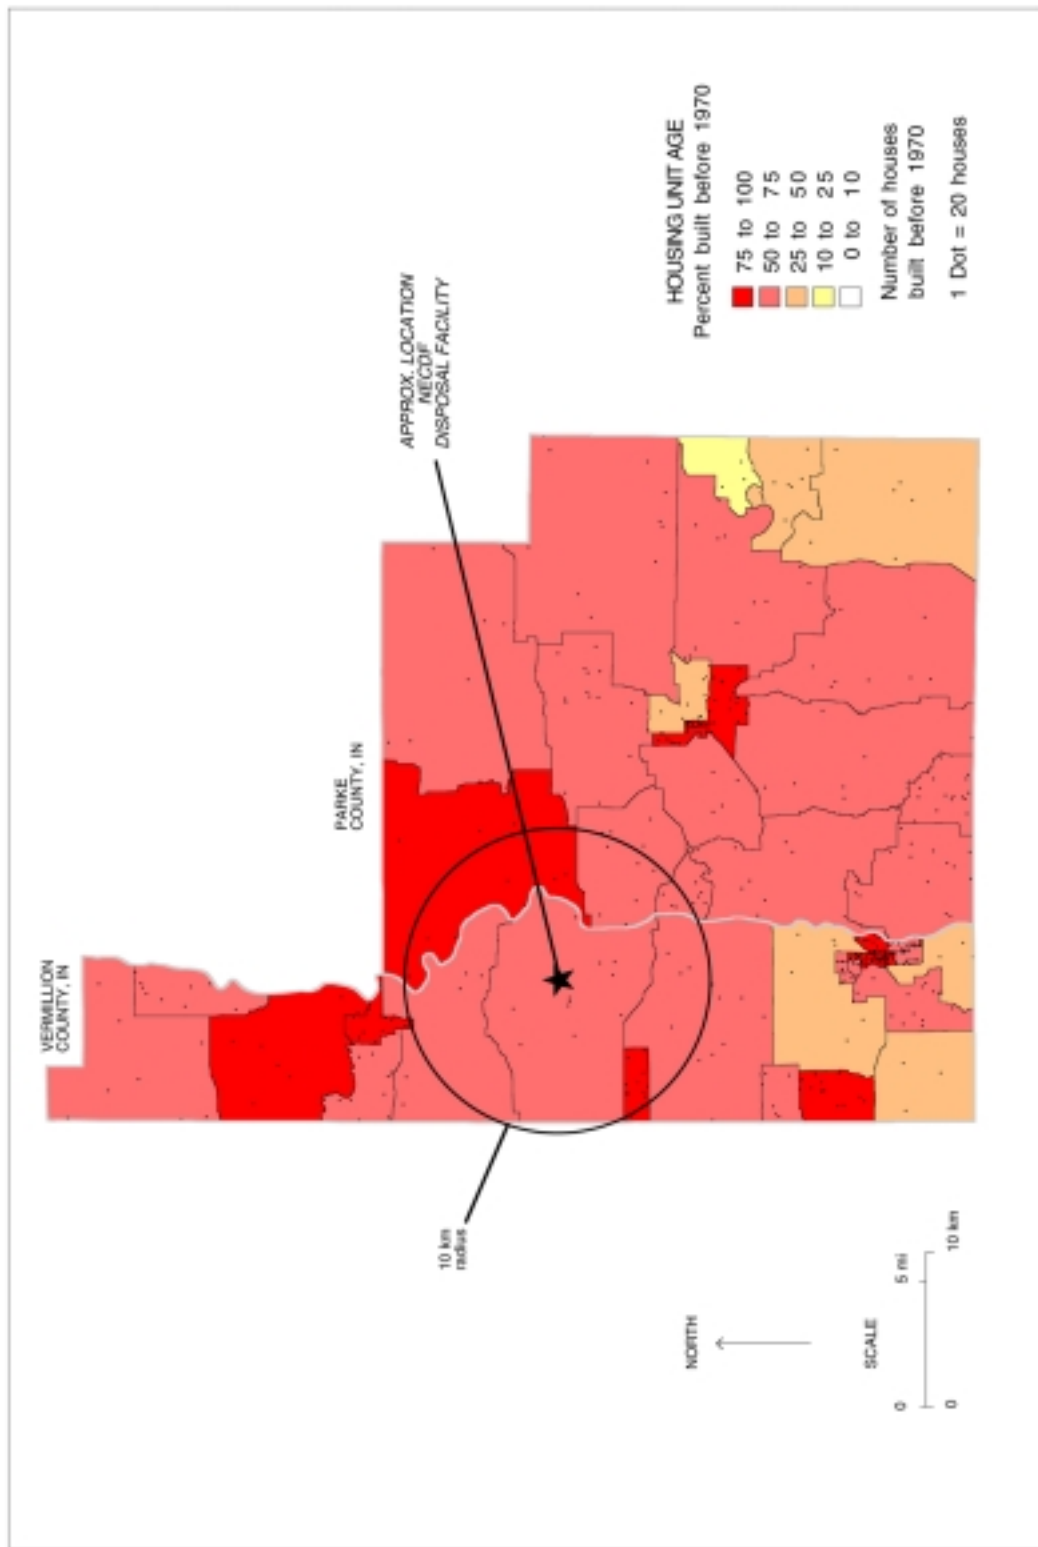 VERMILLION
COUNTY, IN
PARKE
COUNTY, IN
APPROX. LOCATION
NECDF
DISPOSAL FACILITY
10 km
radius
HOUSING UNIT AGE
Percent built before 1970
75 to 100
50 to 75
25 to 50
10 to 25
0 to 10
Number of houses
built before 1970
1 Dot = 20 houses
NORTH
SCALE
0 5 mi
0 10 km